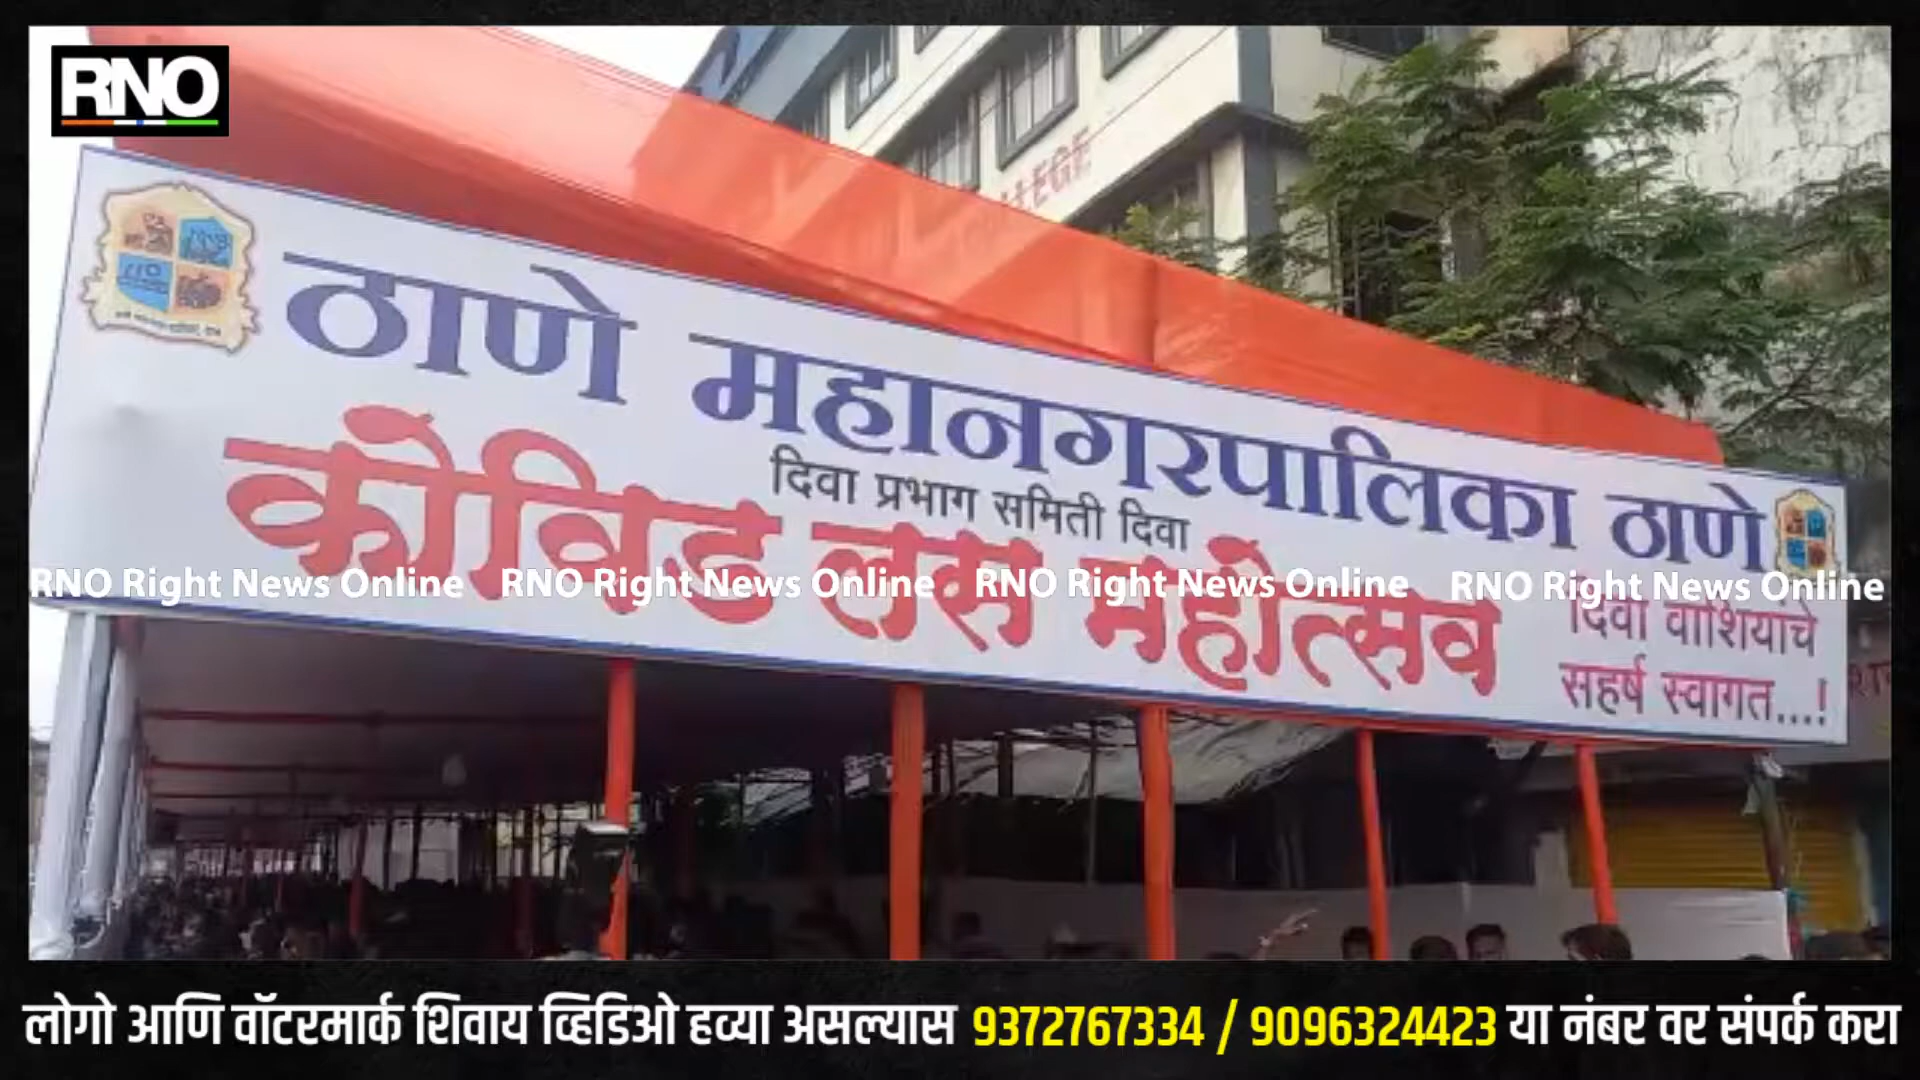 RNO
LLEGE
ठाणे महानगरपालिका ठाणे
दिवा प्रभाग समिती दिवा
कोविड लस महोत्सव
दिवा वाशियांचे
सहर्ष स्वागत....!
RNO Right News Online RNO Right News Online RNO Right News Online RNO Right News Online
लोगो आणि वॉटरमार्क शिवाय व्हिडिओ हव्या असल्यास 9372767334 / 9096324423 या नंबर वर संपर्क करा